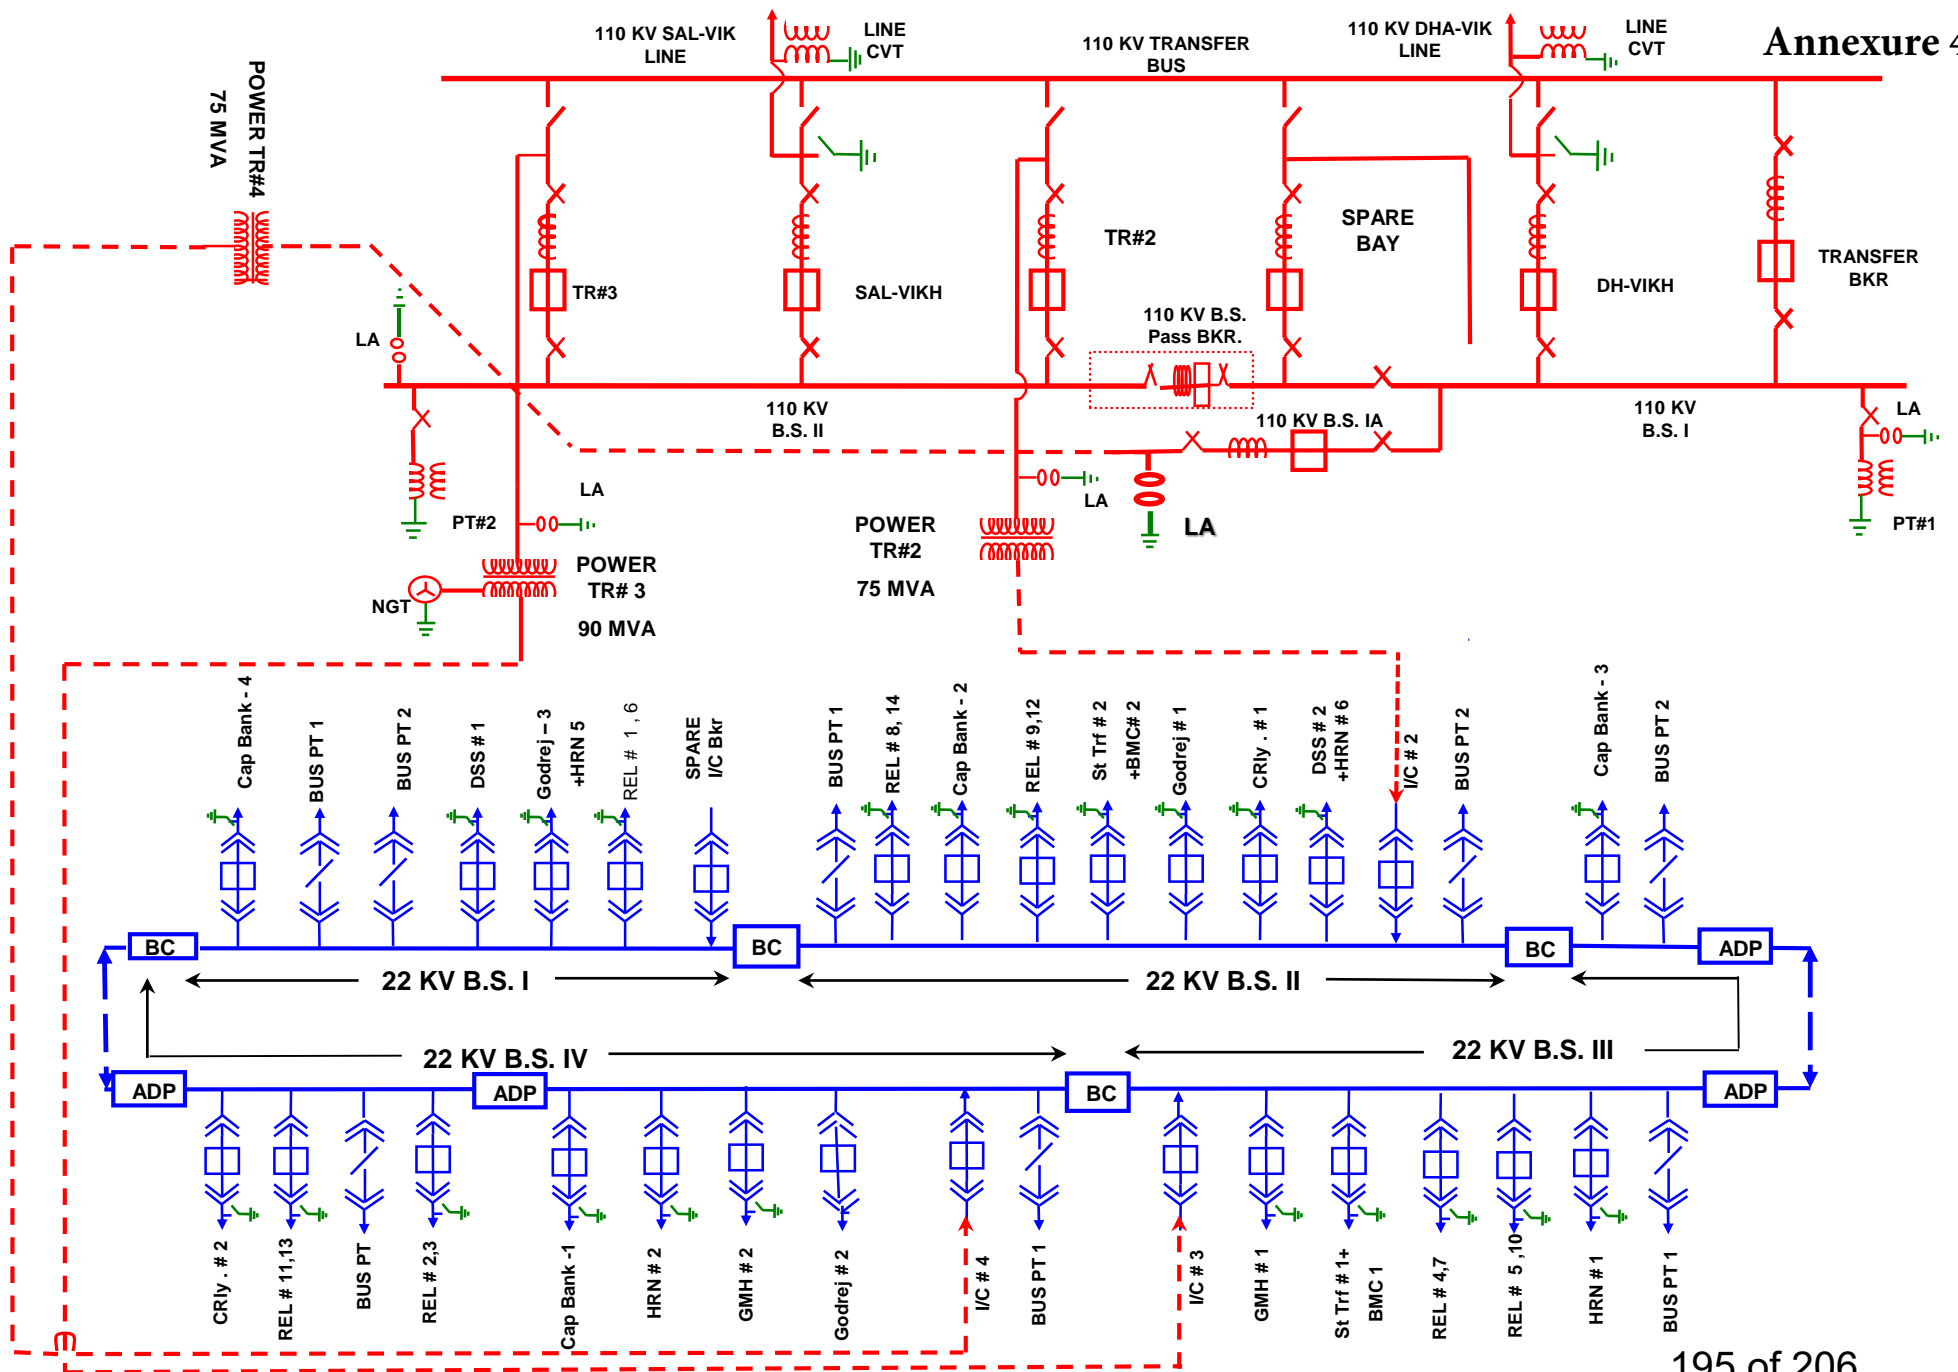 Annexure 4
110 KV SAL-VIK
LINE
LINE
CVT
110 KV TRANSFER
BUS
110 KV DHA-VIK
LINE
LINE
CVT
POWER TR#4
75 MVA
TR#3
SAL-VIKH
TR#2
SPARE
BAY
DH-VIKH
TRANSFER
BKR
LA
110 KV B.S.
Pass BKR.
110 KV
B.S. II
110 KV B.S. IA
110 KV
B.S. I
LA
PT#2
LA
LA
LA
PT#1
POWER
TR#2
75 MVA
POWER
TR# 3
90 MVA
NGT
Cap Bank - 4
BUS PT 1
BUS PT 2
DSS # 1
Godrej – 3
+HRN 5
REL # 1 , 6
SPARE
I/C Bkr
BUS PT 1
REL # 8, 14
Cap Bank - 2
REL # 9,12
St Trf # 2
+BMC# 2
Godrej # 1
CRly . # 1
DSS # 2
+HRN # 6
I/C # 2
BUS PT 2
Cap Bank - 3
BUS PT 2
BC
BC
BC
ADP
22 KV B.S. I
22 KV B.S. II
22 KV B.S. IV
22 KV B.S. III
ADP
ADP
BC
ADP
CRly . # 2
REL # 11,13
BUS PT
REL # 2,3
Cap Bank -1
HRN # 2
GMH # 2
Godrej # 2
I/C # 4
BUS PT 1
I/C # 3
GMH # 1
St Trf # 1+
BMC 1
REL # 4,7
REL # 5 ,10
HRN # 1
BUS PT 1
195 of 206